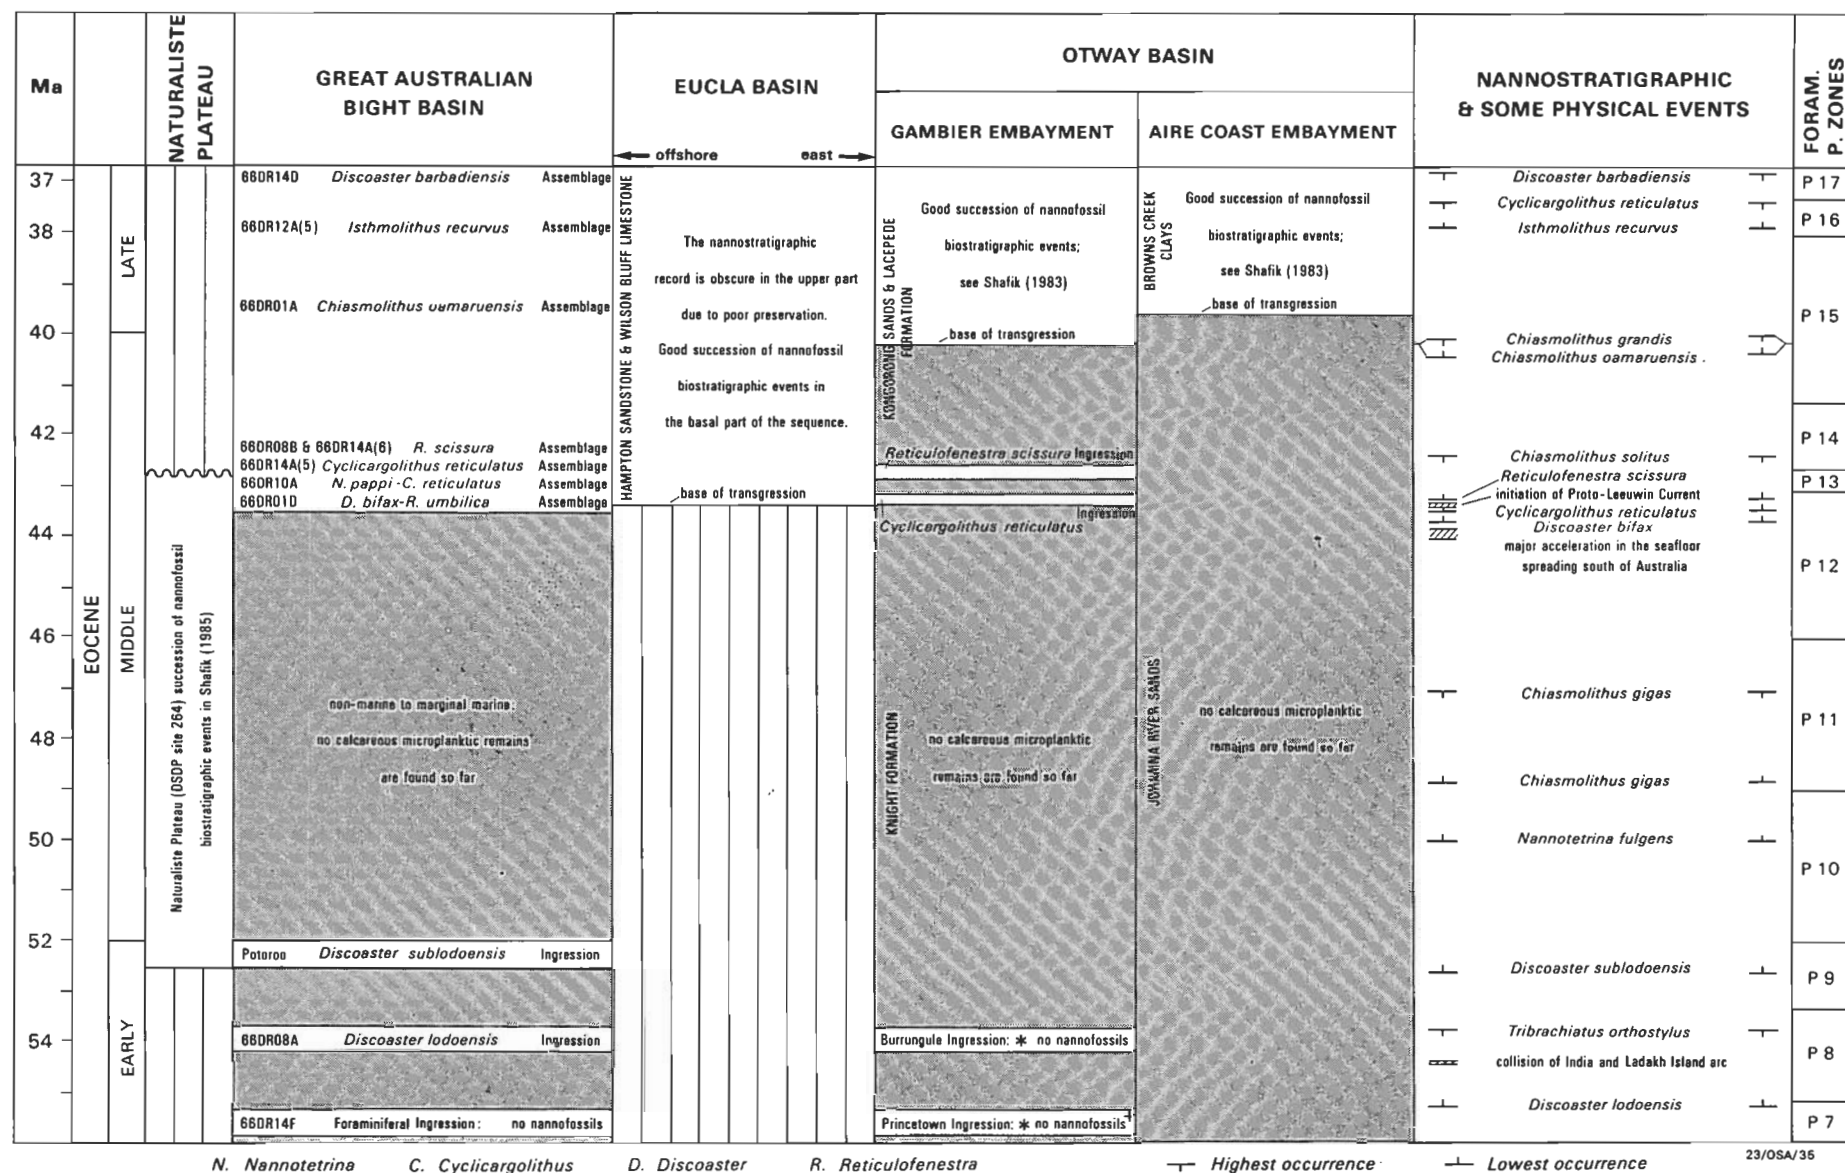 Ma
NATURALISTE
PLATEAU
GREAT AUSTRALIAN
BIGHT BASIN
EUCLA BASIN
offshore east
OTWAY BASIN
GAMBIER EMBAYMENT
AIRE COAST EMBAYMENT
NANNOSTRATIGRAPHIC
& SOME PHYSICAL EVENTS
FORAM.
P. ZONES
37
38
40
42
44
46
48
50
52
54
EOCENE
LATE
MIDDLE
EARLY
Naturaliste Plateau (DSDP site 264) succession of nannofossil
biostratigraphic events in Shafik (1985)
66DR14D Discoaster barbadiensis Assemblage
66DR12A(5) Isthmolithus recurvus Assemblage
66DR01A Chiasmolithus oamaruensis Assemblage
66DR08B & 66DR14A(6) R. scissura Assemblage
66DR14A(5) Cyclicargolithus reticulatus Assemblage
66DR10A N. pappi-C. reticulatus Assemblage
66DR01D D. bifax-R. umbilica Assemblage
non-marine to marginal marine:
no calcareous microplanktic remains
are found so far
Potoroo Discoaster sublodoensis Ingression
66DR08A Discoaster lodoensis Ingression
66DR14F Foraminiferal Ingression: no nannofossils
HAMPTON SANDSTONE & WILSON BLUFF LIMESTONE
The nannostratigraphic
record is obscure in the upper part
due to poor preservation.
Good succession of nannofossil
biostratigraphic events in
the basal part of the sequence.
base of transgression
KONGORONG SANDS & LACEPEDE
FORMATION
Good succession of nannofossil
biostratigraphic events;
see Shafik (1983)
base of transgression
Reticulofenestra scissura Ingression
Ingression
Cyclicargolithus reticulatus
KNIGHT FORMATION
no calcareous microplanktic
remains are found so far
Burrungule Ingression: * no nannofossils
Princetown Ingression: * no nannofossils
BROWNS CREEK
CLAYS
Good succession of nannofossil
biostratigraphic events;
see Shafik (1983)
base of transgression
JOHANNA RIVER SANDS
no calcareous microplanktic
remains are found so far
Discoaster barbadiensis
Cyclicargolithus reticulatus
Isthmolithus recurvus
Chiasmolithus grandis
Chiasmolithus oamaruensis .
Chiasmolithus solitus
Reticulofenestra scissura
initiation of Proto-Leeuwin Current
Cyclicargolithus reticulatus
Discoaster bifax
major acceleration in the seafloor
spreading south of Australia
Chiasmolithus gigas
Chiasmolithus gigas
Nannotetrina fulgens
Discoaster sublodoensis
Tribrachiatus orthostylus
collision of India and Ladakh Island arc
Discoaster lodoensis
P 17
P 16
P 15
P 14
P 13
P 12
P 11
P 10
P 9
P 8
P 7
N. Nannotetrina C. Cyclicargolithus D. Discoaster R. Reticulofenestra Highest occurrence Lowest occurrence
23/OSA/35